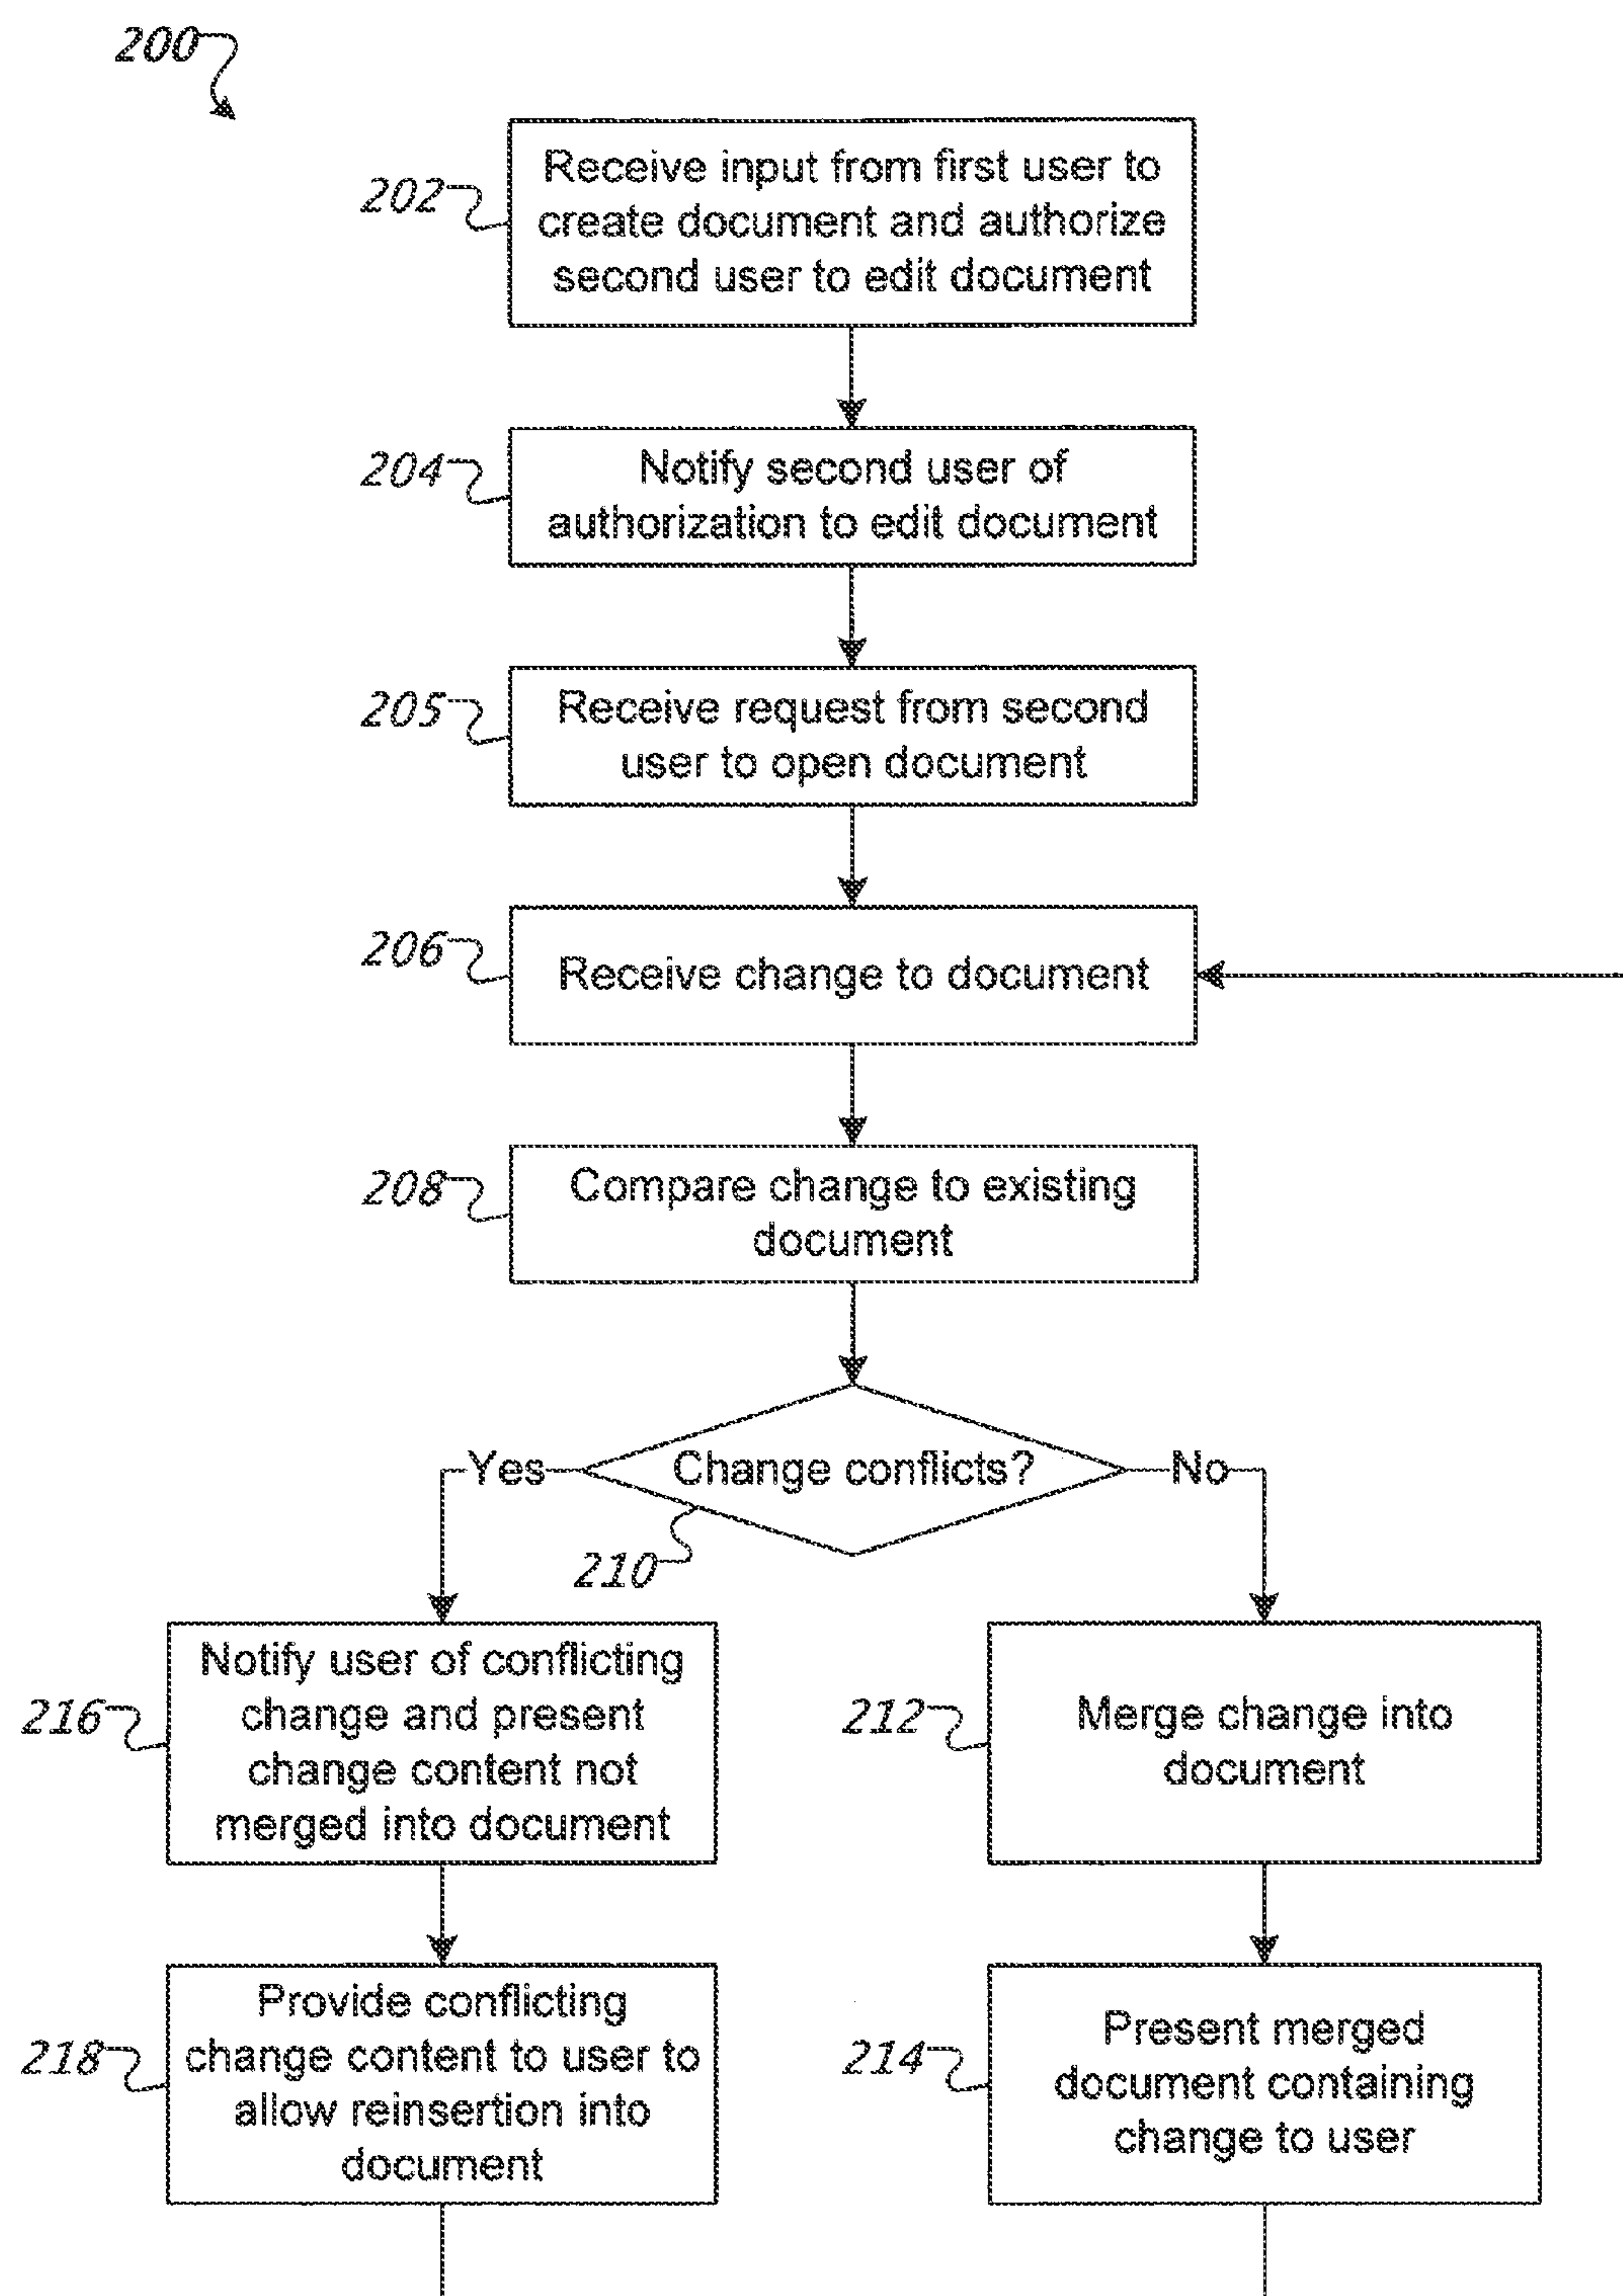 200
202
Receive input from first user to
create document and authorize
second user to edit document
204
Notify second user of
authorization to edit document
205
Receive request from second
user to open document
206
Receive change to document
208
Compare change to existing
document
Yes
Change conflicts?
No
210
216
Notify user of conflicting
change and present
change content not
merged into document
212
Merge change into
document
218
Provide conflicting
change content to user to
allow reinsertion into
document
214
Present merged
document containing
change to user